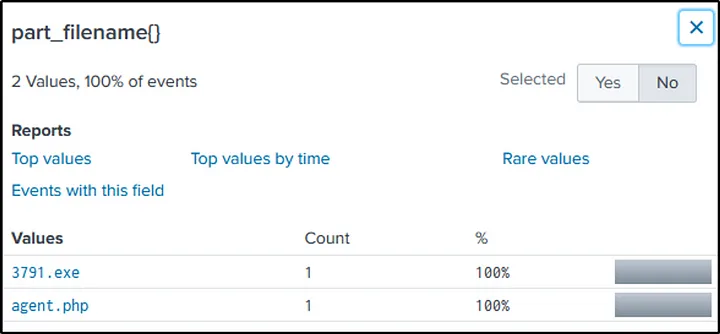 part_filename{}
2 Values, 100% of events
Selected Yes No
Reports
Top values Top values by time Rare values
Events with this field
Values Count %
3791.exe 1 100%
agent.php 1 100%